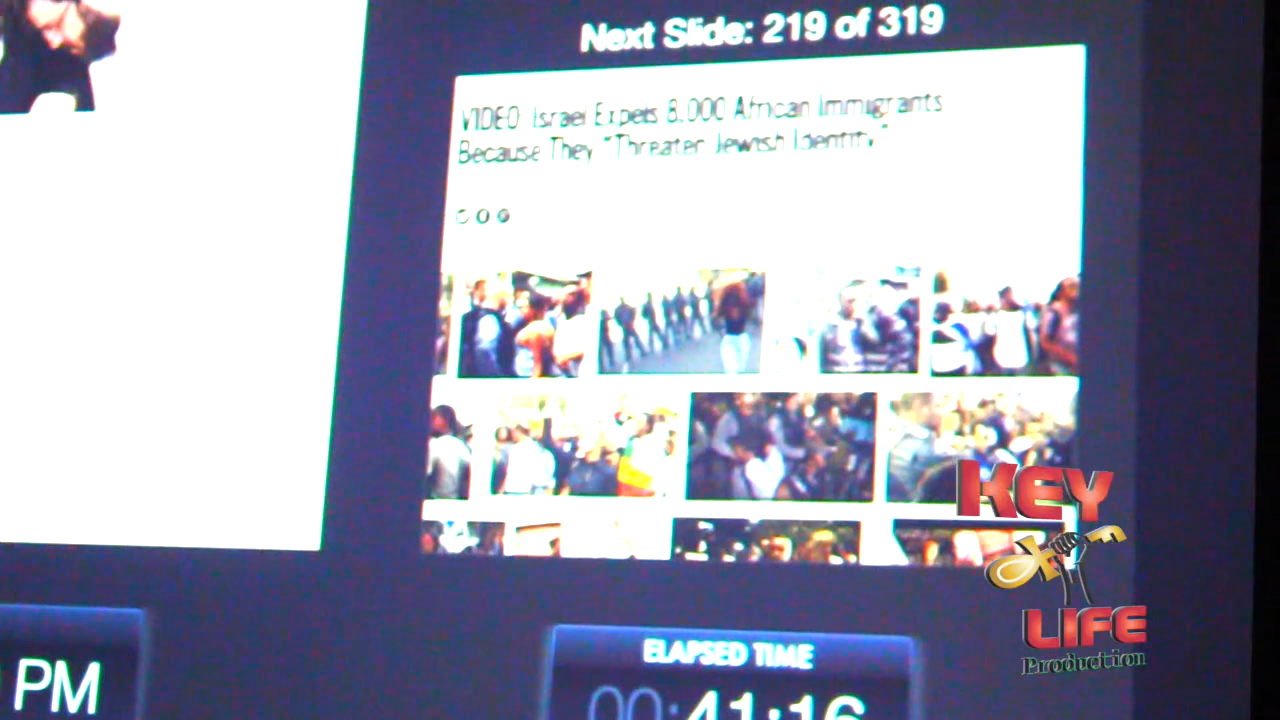 Next Slide: 219 of 319
VIDEO Israel Expels 8,000 African Immigrants
Because They "Threaten Jewish Identity"
PM
ELAPSED TIME
00:41:16
KEY
LIFE
Production